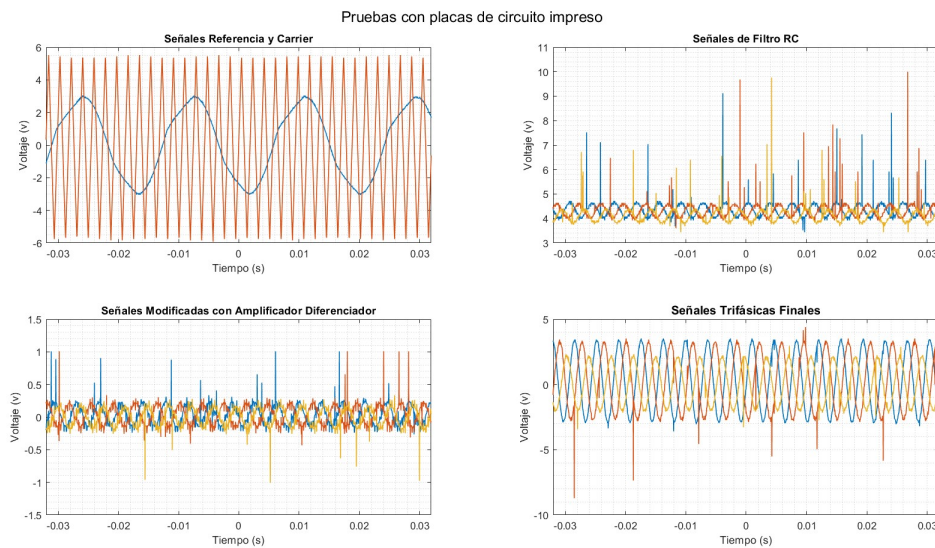 Pruebas con placas de circuito impreso
Señales Referencia y Carrier
6
4
2
0
-2
-4
-6
Voltaje (v)
-0.03 -0.02 -0.01 0 0.01 0.02 0.03
Tiempo (s)
Señales de Filtro RC
11
10
9
8
7
6
5
4
3
Voltaje (v)
-0.03 -0.02 -0.01 0 0.01 0.02 0.03
Tiempo (s)
Señales Modificadas con Amplificador Diferenciador
1.5
1
0.5
0
-0.5
-1
-1.5
Voltaje (v)
-0.03 -0.02 -0.01 0 0.01 0.02 0.03
Tiempo (s)
Señales Trifásicas Finales
5
0
-5
-10
Voltaje (v)
-0.03 -0.02 -0.01 0 0.01 0.02 0.03
Tiempo (s)